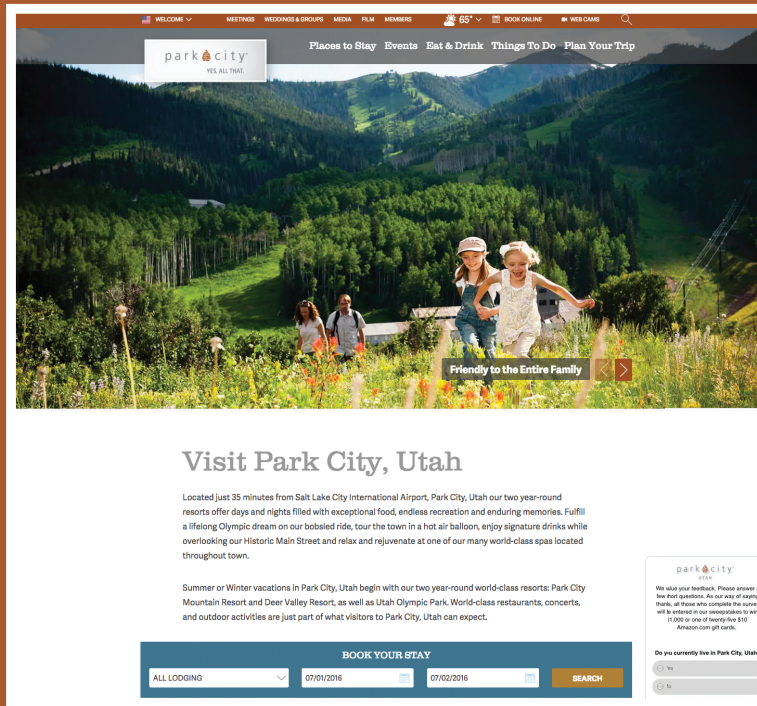 WELCOME MEETINGS WEDDINGS & GROUPS MEDIA FILM MEMBERS 65° BOOK ONLINE WEB CAMS
park city
YES. ALL THAT.
Places to Stay Events Eat & Drink Things To Do Plan Your Trip
Friendly to the Entire Family
Visit Park City, Utah
Located just 35 minutes from Salt Lake City International Airport, Park City, Utah our two year-round
resorts offer days and nights filled with exceptional food, endless recreation and enduring memories. Fulfill
a lifelong Olympic dream on our bobsled ride, tour the town in a hot air balloon, enjoy signature drinks while
overlooking our Historic Main Street and relax and rejuvenate at one of our many world-class spas located
throughout town.
Summer or Winter vacations in Park City, Utah begin with our two year-round world-class resorts: Park City
Mountain Resort and Deer Valley Resort, as well as Utah Olympic Park. World-class restaurants, concerts,
and outdoor activities are just part of what visitors to Park City, Utah can expect.
BOOK YOUR STAY
ALL LODGING 07/01/2016 07/02/2016 SEARCH
park city
UTAH
We value your feedback. Please answer a
few short questions. As our way of saying
thanks, all those who complete the survey
will be entered in our sweepstakes to win
$1,000 or one of twenty-five $10
Amazon.com gift cards.
Do you currently live in Park City, Utah
Yes
No